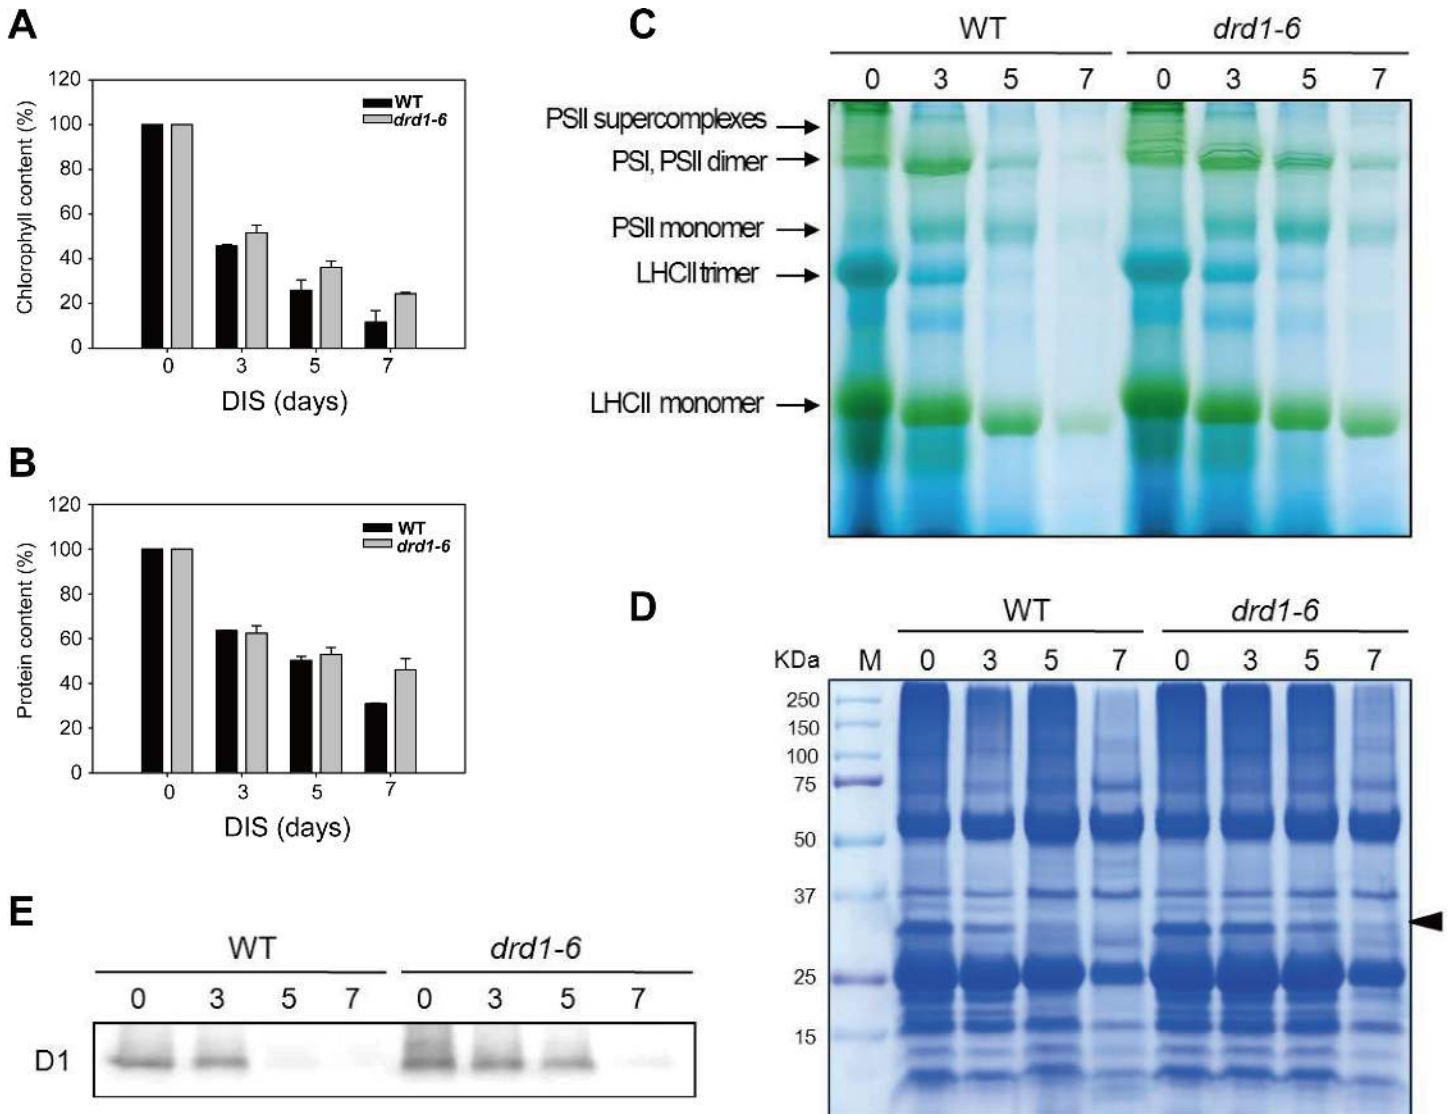 A
120
100
80
60
40
20
0
Chlorophyll content (%)
WT
drd1-6
0 3 5 7
DIS (days)
B
120
100
80
60
40
20
0
Protein content (%)
WT
drd1-6
0 3 5 7
DIS (days)
C
WT drd1-6
0 3 5 7 0 3 5 7
PSII supercomplexes
PSI, PSII dimer
PSII monomer
LHCII trimer
LHCII monomer
D
WT drd1-6
KDa M 0 3 5 7 0 3 5 7
250
150
100
75
50
37
25
15
E
WT drd1-6
0 3 5 7 0 3 5 7
D1